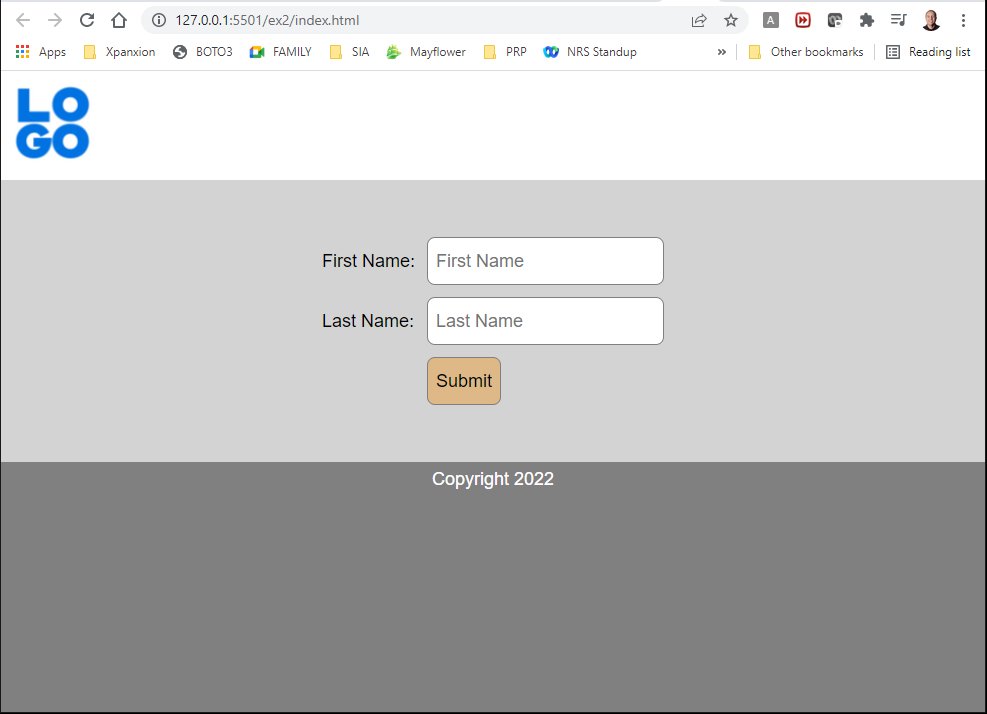 127.0.0.1:5501/ex2/index.html
A
Apps Xpanxion BOTO3 FAMILY SIA Mayflower PRP NRS Standup » Other bookmarks Reading list
LO
GO
First Name: First Name
Last Name: Last Name
Submit
Copyright 2022